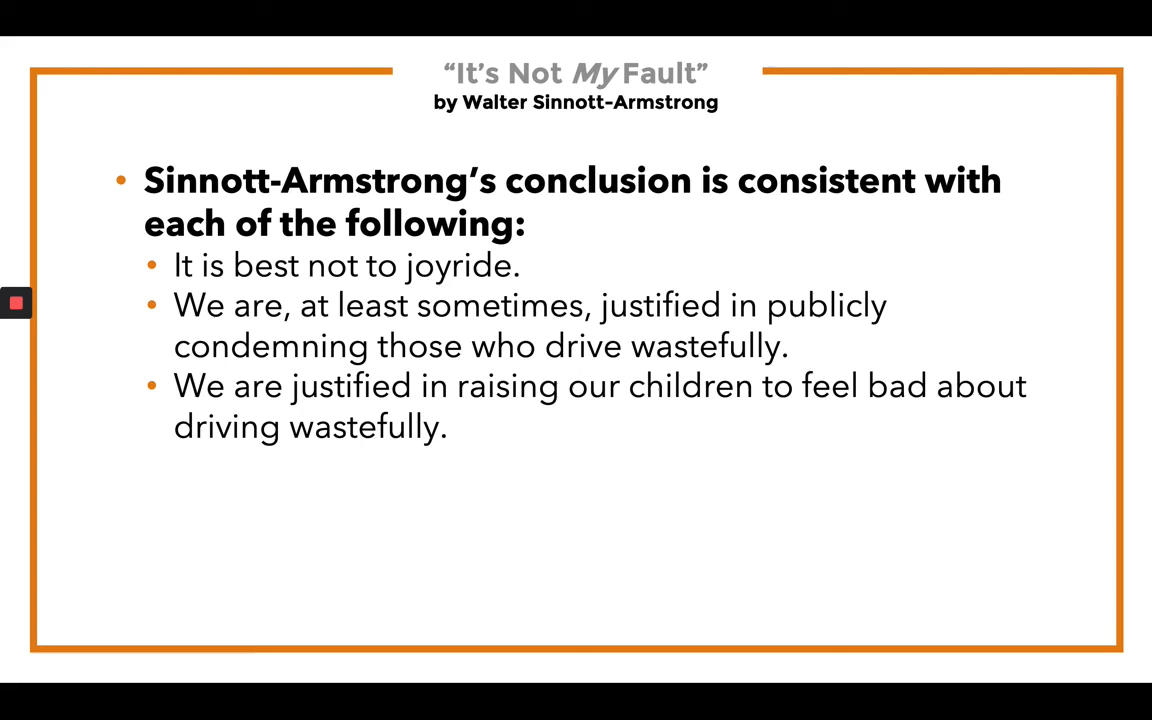 “It’s Not My Fault”
by Walter Sinnott-Armstrong
• Sinnott-Armstrong’s conclusion is consistent with
each of the following:
• It is best not to joyride.
• We are, at least sometimes, justified in publicly
condemning those who drive wastefully.
• We are justified in raising our children to feel bad about
driving wastefully.